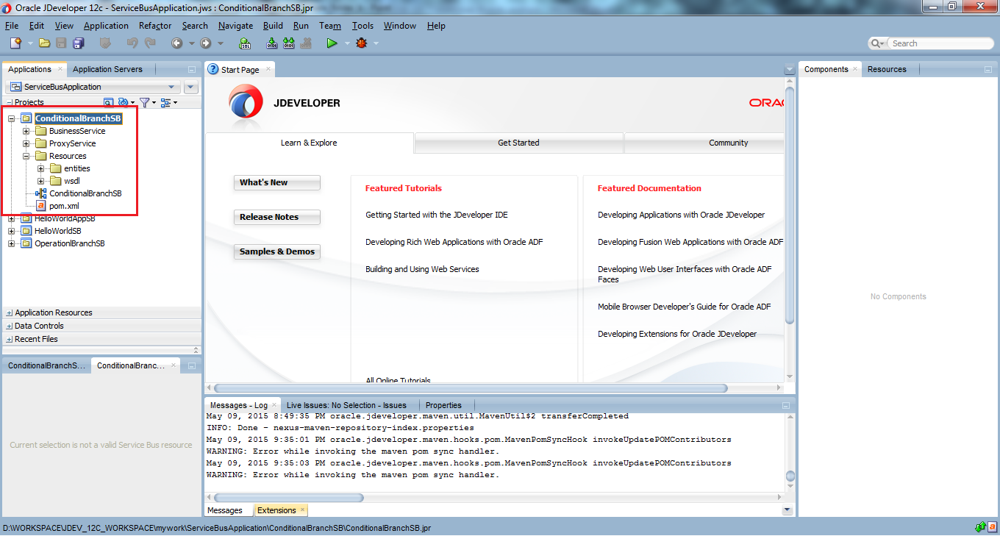 Oracle JDeveloper 12c - ServiceBusApplication.jws : ConditionalBranchSB.jpr
File Edit View Application Refactor Search Navigate Build Run Team Tools Window Help
Search
Applications Application Servers
ServiceBusApplication
Projects
ConditionalBranchSB
BusinessService
ProxyService
Resources
entities
wsdl
ConditionalBranchSB
pom.xml
HelloWorldAppSB
HelloWorldSB
OperationlBranchSB
Application Resources
Data Controls
Recent Files
ConditionalBranchS... ConditionalBranc...
Current selection is not a valid Service Bus resource
Start Page
JDEVELOPER
ORAC
Learn & Explore Get Started Community
What's New
Release Notes
Samples & Demos
Featured Tutorials
Getting Started with the JDeveloper IDE
Developing Rich Web Applications with Oracle ADF
Building and Using Web Services
All Online Tutorials
Featured Documentation
Developing Applications with Oracle JDeveloper
Developing Fusion Web Applications with Oracle ADF
Developing Web User Interfaces with Oracle ADF
Faces
Mobile Browser Developer's Guide for Oracle ADF
Developing Extensions for Oracle JDeveloper
Components Resources
No Components
Messages - Log Live Issues: No Selection - Issues Properties
May 09, 2015 8:49:35 PM oracle.jdeveloper.maven.util.MavenUtil$2 transferCompleted
INFO: Done - nexus-maven-repository-index.properties
May 09, 2015 9:35:01 PM oracle.jdeveloper.maven.hooks.pom.MavenPomSyncHook invokeUpdatePOMContributors
WARNING: Error while invoking the maven pom sync handler.
May 09, 2015 9:35:03 PM oracle.jdeveloper.maven.hooks.pom.MavenPomSyncHook invokeUpdatePOMContributors
WARNING: Error while invoking the maven pom sync handler.
Messages Extensions
D:\WORKSPACE\JDEV_12C_WORKSPACE\mywork\ServiceBusApplication\ConditionalBranchSB\ConditionalBranchSB.jpr